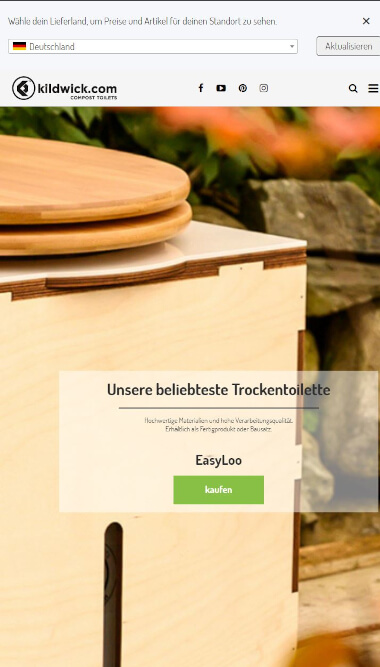 Wähle dein Lieferland, um Preise und Artikel für deinen Standort zu sehen.
×
Deutschland
Aktualisieren
kildwick.com
COMPOST TOILETS
Unsere beliebteste Trockentoilette
Hochwertige Materialien und hohe Verarbeitungsqualität.
Erhältlich als Fertigprodukt oder Bausatz.
EasyLoo
kaufen